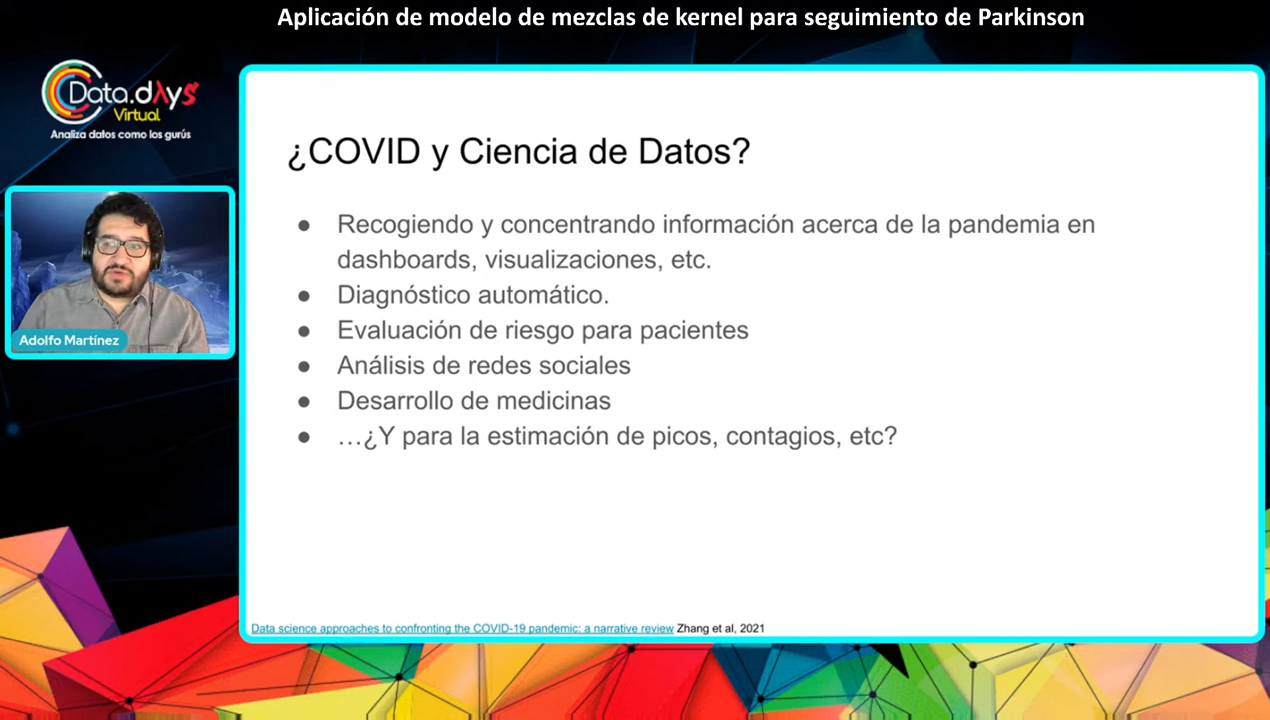 Aplicación de modelo de mezclas de kernel para seguimiento de Parkinson
Data.dλys
Virtual
Analiza datos como los gurús
Adolfo Martínez
¿COVID y Ciencia de Datos?
● Recogiendo y concentrando información acerca de la pandemia en
dashboards, visualizaciones, etc.
● Diagnóstico automático.
● Evaluación de riesgo para pacientes
● Análisis de redes sociales
● Desarrollo de medicinas
● …¿Y para la estimación de picos, contagios, etc?
Data science approaches to confronting the COVID-19 pandemic: a narrative review Zhang et al, 2021